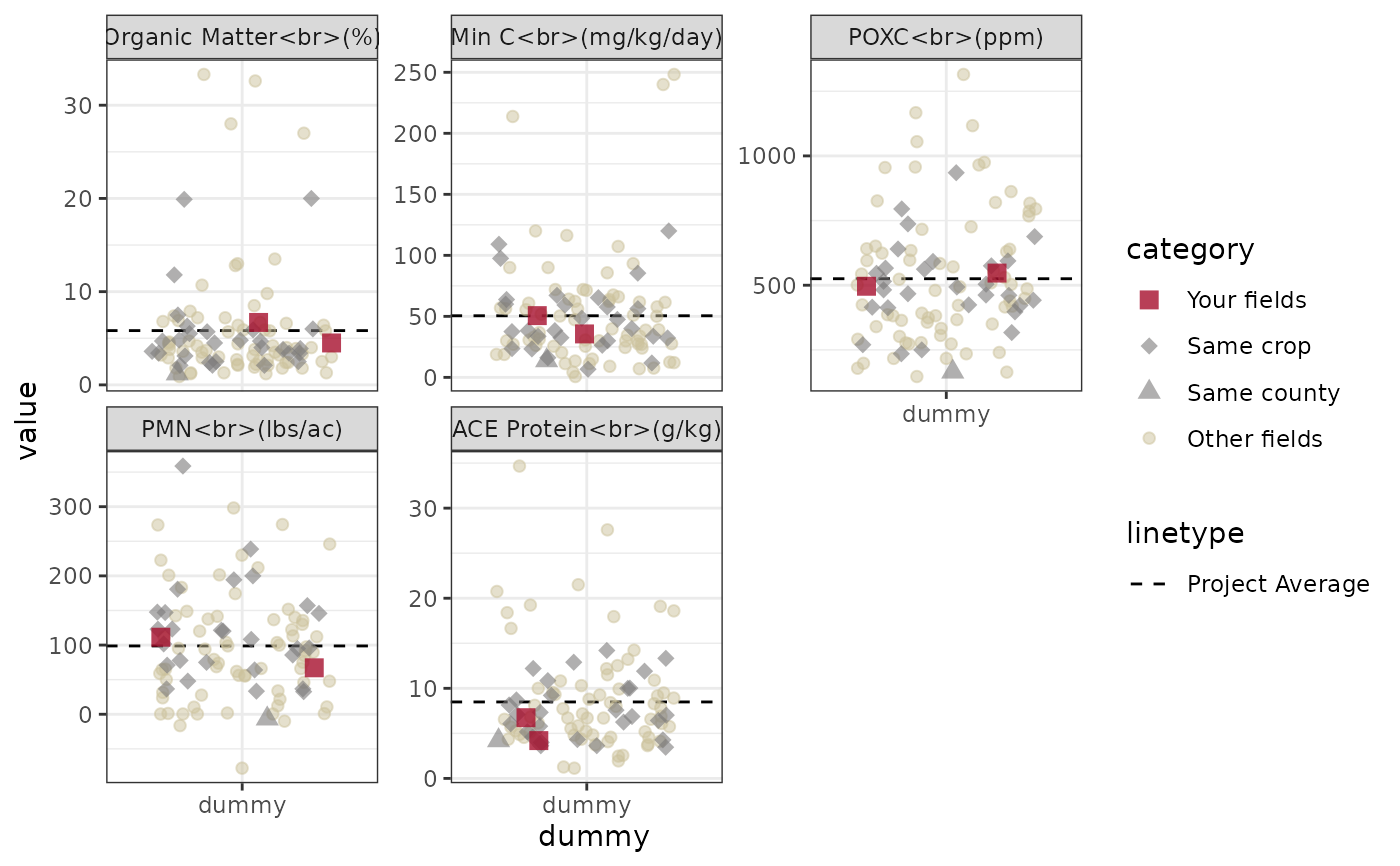 Organic Matter<br>(%)
Min C<br>(mg/kg/day)
POXC<br>(ppm)
30
20
10
0
250
200
150
100
50
0
1000
500
dummy
PMN<br>(lbs/ac)
ACE Protein<br>(g/kg)
300
200
100
0
30
20
10
0
dummy
dummy
dummy
value
category
Your fields
Same crop
Same county
Other fields
linetype
Project Average